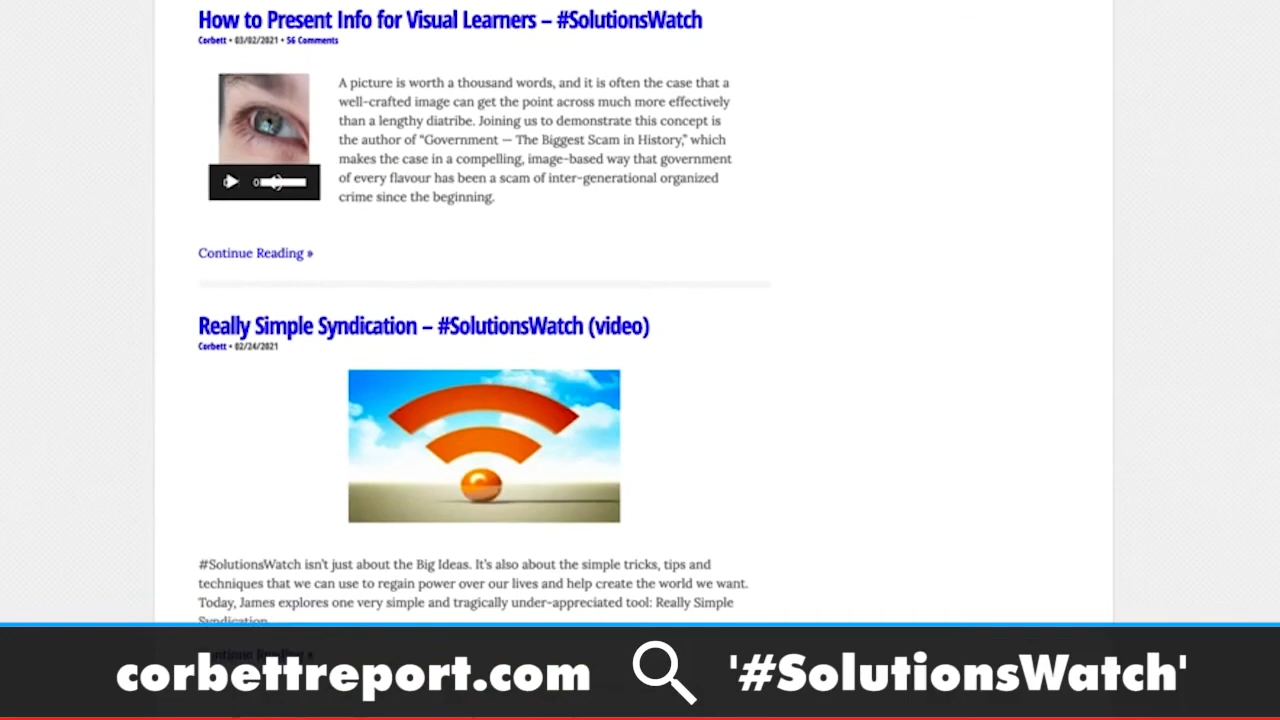 How to Present Info for Visual Learners – #SolutionsWatch
Corbett • 03/02/2021 • 56 Comments
A picture is worth a thousand words, and it is often the case that a
well-crafted image can get the point across much more effectively
than a lengthy diatribe. Joining us to demonstrate this concept is
the author of “Government — The Biggest Scam in History,” which
makes the case in a compelling, image-based way that government
of every flavour has been a scam of inter-generational organized
crime since the beginning.
Continue Reading »
Really Simple Syndication – #SolutionsWatch (video)
Corbett • 02/24/2021
#SolutionsWatch isn't just about the Big Ideas. It's also about the simple tricks, tips and
techniques that we can use to regain power over our lives and help create the world we want.
Today, James explores one very simple and tragically under-appreciated tool: Really Simple
Syndication.
Continue Reading »
corbettreport.com '#SolutionsWatch'